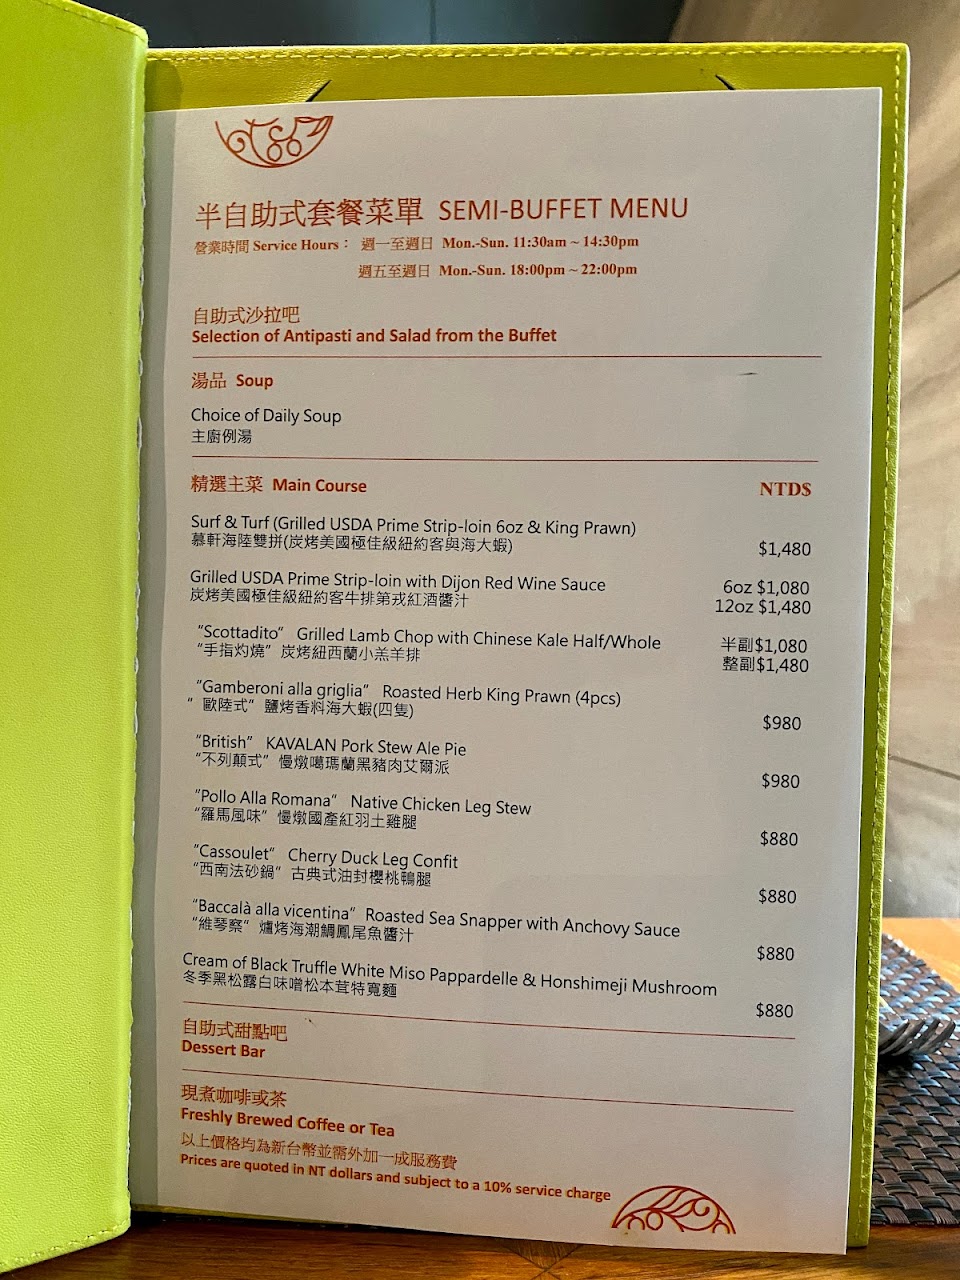 半自助式套餐菜單 SEMI-BUFFET MENU
營業時間 Service Hours： 週一至週日 Mon.-Sun. 11:30am ~ 14:30pm
週五至週日 Mon.-Sun. 18:00pm ~ 22:00pm
自助式沙拉吧
Selection of Antipasti and Salad from the Buffet
湯品 Soup
Choice of Daily Soup
主廚例湯
精選主菜 Main Course NTD$
Surf & Turf (Grilled USDA Prime Strip-loin 6oz & King Prawn)
慕軒海陸雙拼(炭烤美國極佳級紐約客與海大蝦)
$1,480
Grilled USDA Prime Strip-loin with Dijon Red Wine Sauce 6oz $1,080
炭烤美國極佳級紐約客牛排第戎紅酒醬汁 12oz $1,480
“Scottadito” Grilled Lamb Chop with Chinese Kale Half/Whole 半副$1,080
“手指灼燒” 炭烤紐西蘭小羔羊排 整副$1,480
“Gamberoni alla griglia” Roasted Herb King Prawn (4pcs)
” 歐陸式” 鹽烤香料海大蝦(四隻)
$980
“British” KAVALAN Pork Stew Ale Pie
“不列顛式” 慢燉噶瑪蘭黑豬肉艾爾派
$980
“Pollo Alla Romana” Native Chicken Leg Stew
“羅馬風味” 慢燉國產紅羽土雞腿
$880
“Cassoulet” Cherry Duck Leg Confit
“西南法砂鍋” 古典式油封櫻桃鴨腿
$880
“Baccalà alla vicentina” Roasted Sea Snapper with Anchovy Sauce
“維琴察” 爐烤海潮鯛鳳尾魚醬汁
$880
Cream of Black Truffle White Miso Pappardelle & Honshimeji Mushroom
冬季黑松露白味噌松本茸特寬麵
$880
自助式甜點吧
Dessert Bar
現煮咖啡或茶
Freshly Brewed Coffee or Tea
以上價格均為新台幣並需外加一成服務費
Prices are quoted in NT dollars and subject to a 10% service charge